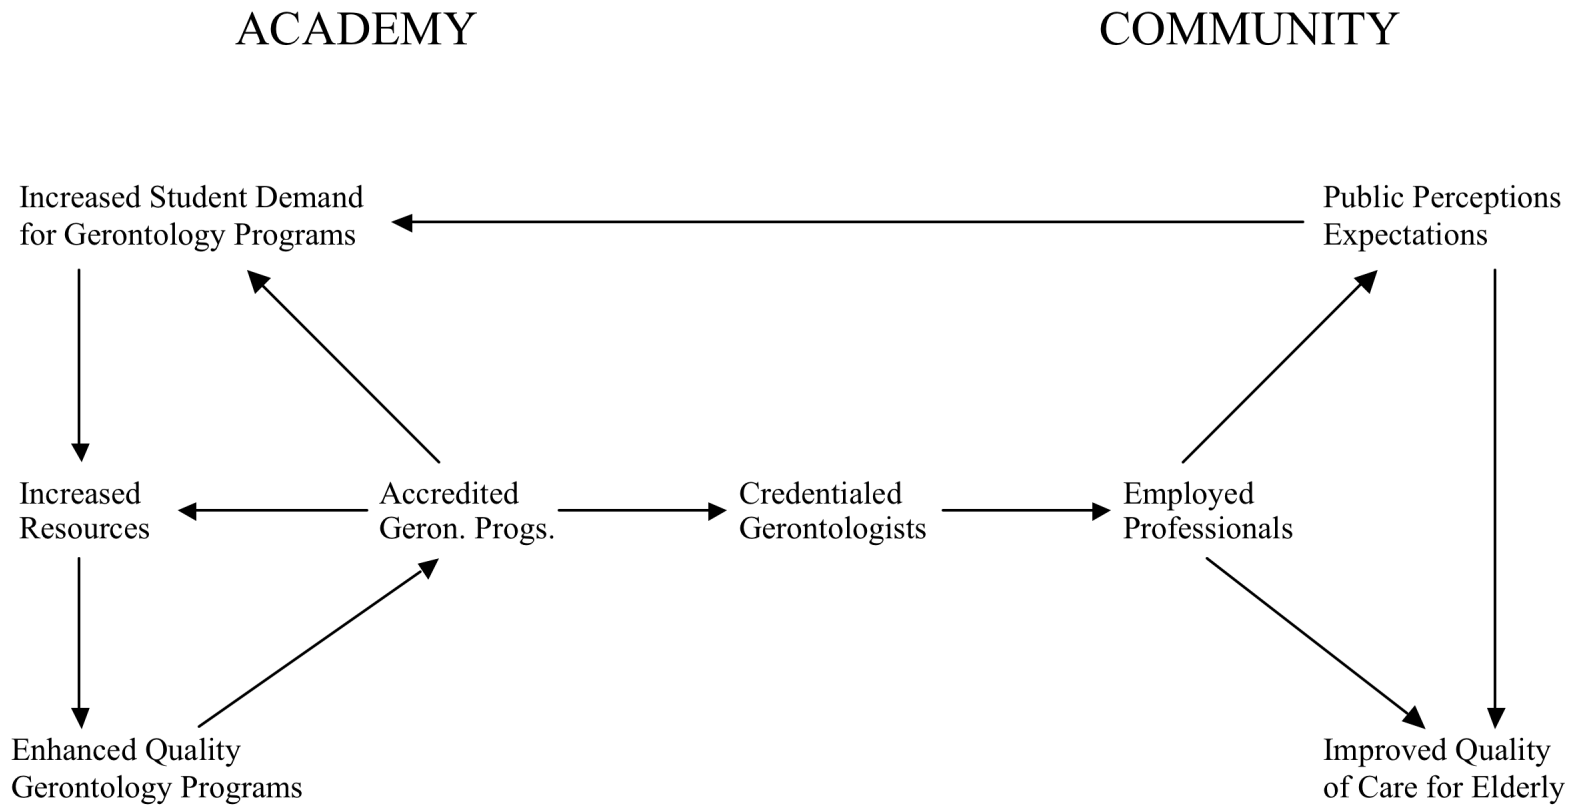 ACADEMY
COMMUNITY
Increased Student Demand
for Gerontology Programs
Public Perceptions
Expectations
Increased
Resources
Accredited
Geron. Progs.
Credentialed
Gerontologists
Employed
Professionals
Enhanced Quality
Gerontology Programs
Improved Quality
of Care for Elderly